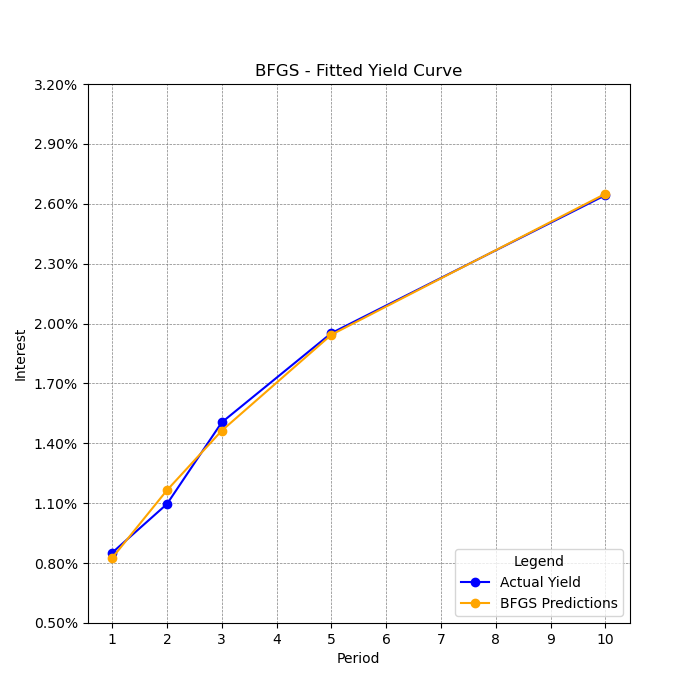 BFGS - Fitted Yield Curve
3.20%
2.90%
2.60%
2.30%
2.00%
1.70%
1.40%
1.10%
0.80%
0.50%
Interest
Legend
Actual Yield
BFGS Predictions
1 2 3 4 5 6 7 8 9 10
Period